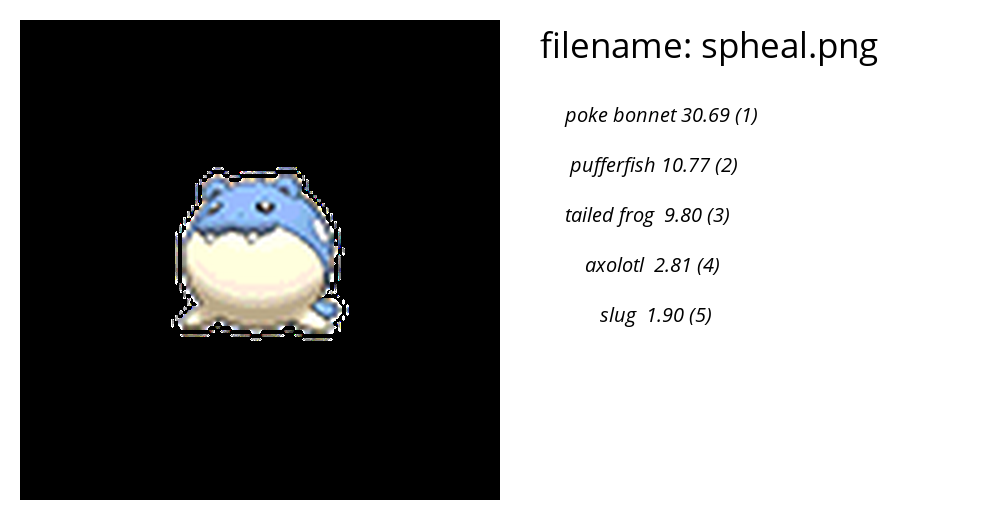 filename: spheal.png
poke bonnet 30.69 (1)
pufferfish 10.77 (2)
tailed frog 9.80 (3)
axolotl 2.81 (4)
slug 1.90 (5)